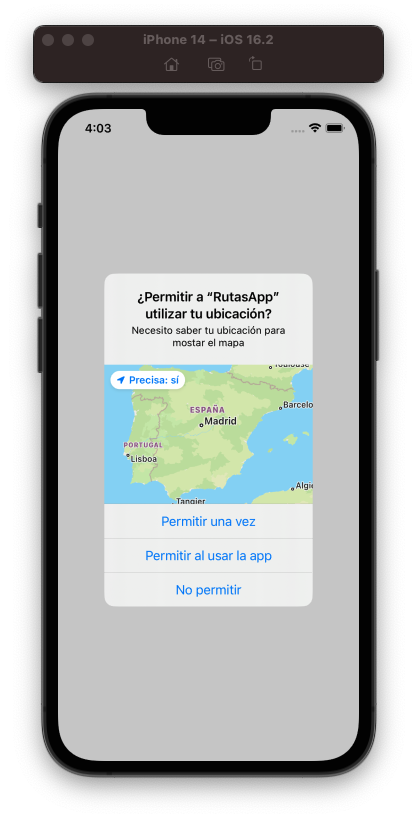 iPhone 14 – iOS 16.2
4:03
¿Permitir a “RutasApp”
utilizar tu ubicación?
Necesito saber tu ubicación para
mostar el mapa
Precisa: sí
Toulouse
ESPAÑA
Barcelo
Madrid
PORTUGAL
Lisboa
Tangier
Algie
Permitir una vez
Permitir al usar la app
No permitir